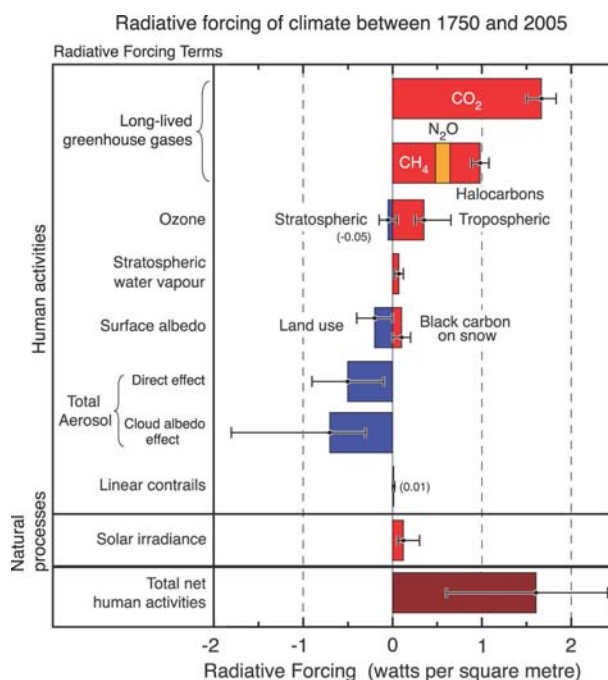 Radiative forcing of climate between 1750 and 2005
Radiative Forcing Terms
Human activities
Long-lived
greenhouse gases
CO₂
N₂O
CH₄
Halocarbons
Ozone
Stratospheric
(-0.05)
Tropospheric
Stratospheric
water vapour
Surface albedo
Land use
Black carbon
on snow
Total
Aerosol
Direct effect
Cloud albedo
effect
Linear contrails
(0.01)
Natural
processes
Solar irradiance
Total net
human activities
-2 -1 0 1 2
Radiative Forcing (watts per square metre)